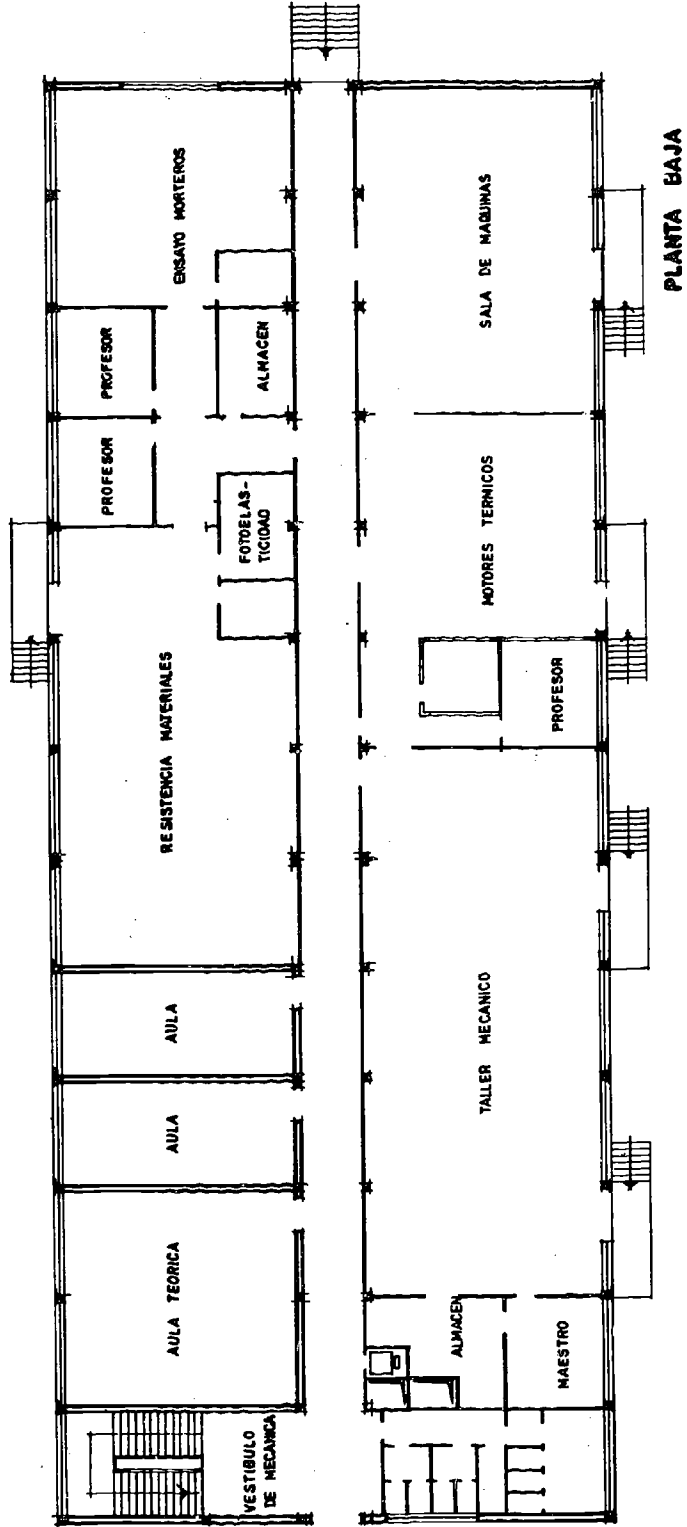 ENSAYO MORTEROS
PROFESOR
PROFESOR
ALMACEN
FOTOELAS-
TICIDAD
RESISTENCIA MATERIALES
AULA
AULA
AULA TEORICA
VESTIBULO
DE MECANICA
SALA DE MAQUINAS
MOTORES TERMICOS
PROFESOR
TALLER MECANICO
ALMACEN
MAESTRO
PLANTA BAJA